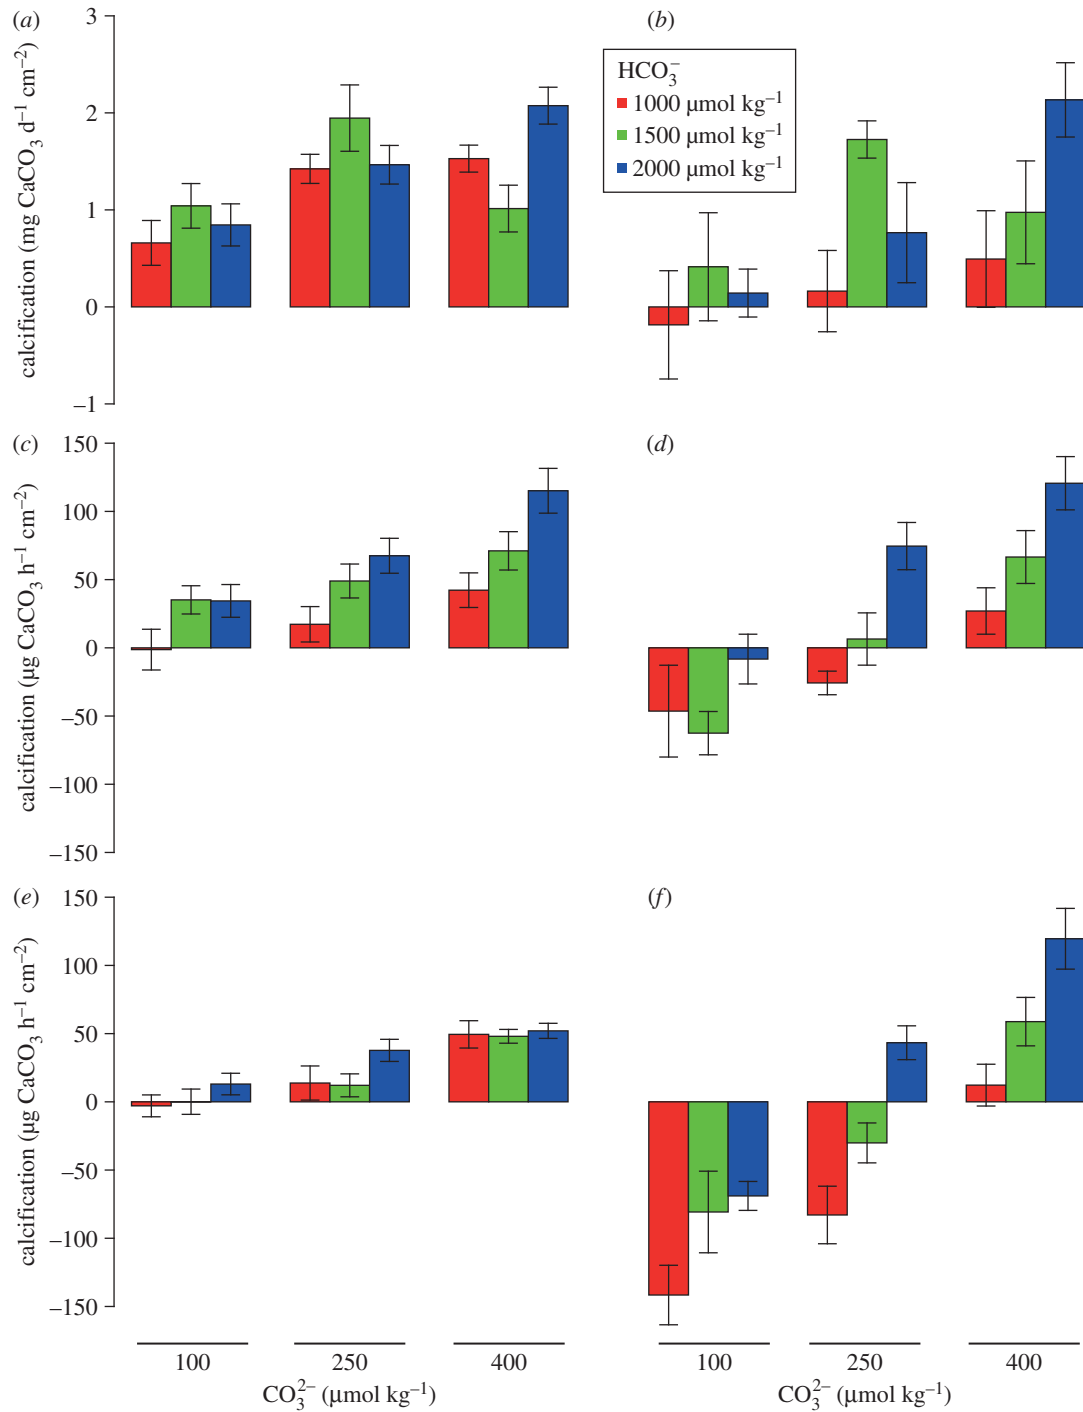 (a)
(b)
3
2
1
0
–1
calcification (mg CaCO₃ d⁻¹ cm⁻²)
HCO₃⁻
1000 µmol kg⁻¹
1500 µmol kg⁻¹
2000 µmol kg⁻¹
(c)
(d)
150
100
50
0
–50
–100
–150
calcification (µg CaCO₃ h⁻¹ cm⁻²)
(e)
(f)
150
100
50
0
–50
–100
–150
calcification (µg CaCO₃ h⁻¹ cm⁻²)
100 250 400
100 250 400
CO₃²⁻ (µmol kg⁻¹)
CO₃²⁻ (µmol kg⁻¹)